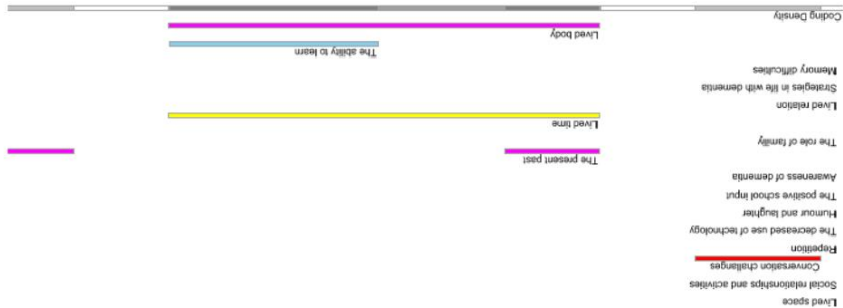 Lived space
Social relationships and activities
Conversation challenges
Repetition
The decreased use of technology
Humour and laughter
The positive school input
Awareness of dementia
The present past
The role of family
Lived time
Lived relation
Strategies in life with dementia
Memory difficulties
The ability to learn
Lived body
Coding Density